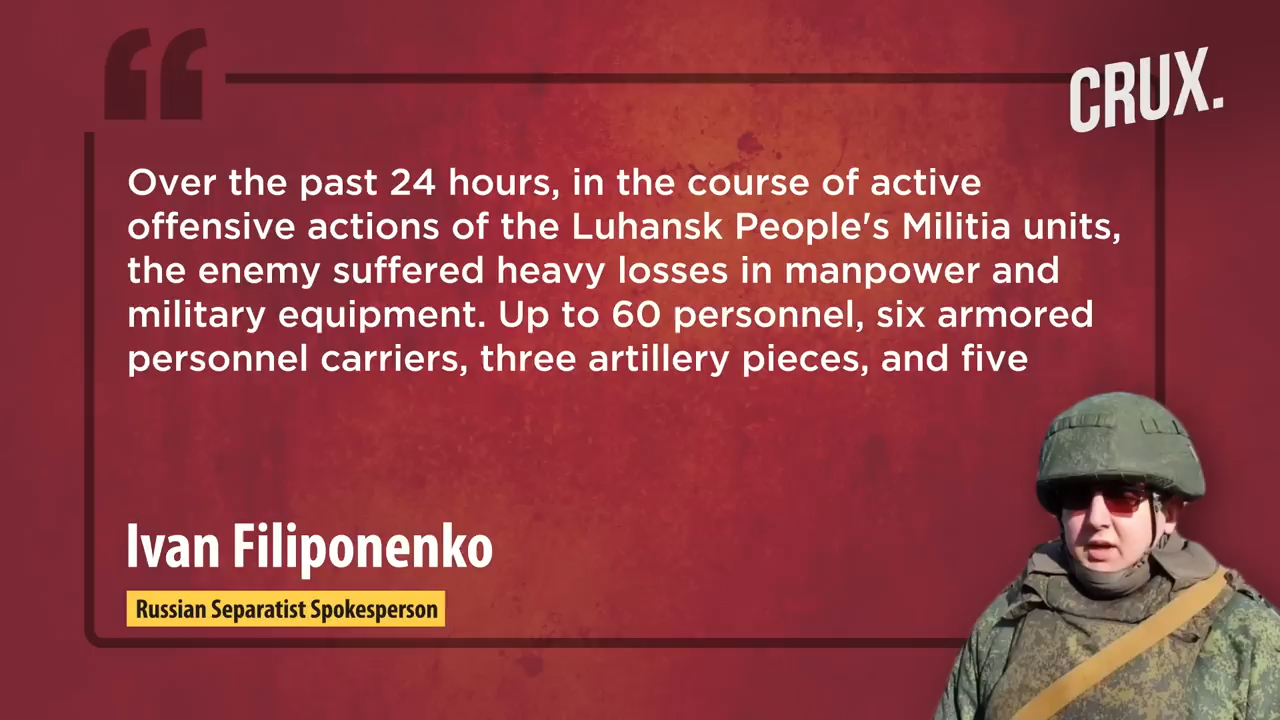 CRUX.
Over the past 24 hours, in the course of active
offensive actions of the Luhansk People's Militia units,
the enemy suffered heavy losses in manpower and
military equipment. Up to 60 personnel, six armored
personnel carriers, three artillery pieces, and five
Ivan Filiponenko
Russian Separatist Spokesperson